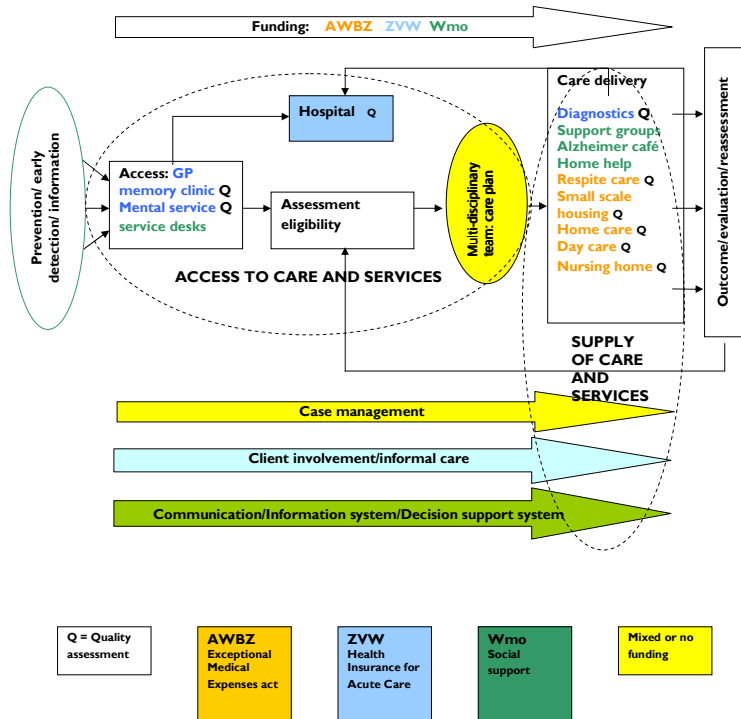 Funding: AWBZ ZVW Wmo
Prevention/ early
detection/ information
Access: GP
memory clinic Q
Mental service Q
service desks
Hospital Q
Assessment
eligibility
ACCESS TO CARE AND SERVICES
Multi-disciplinary
team: care plan
Care delivery
Diagnostics Q
Support groups
Alzheimer café
Home help
Respite care Q
Small scale
housing Q
Home care Q
Day care Q
Nursing home Q
SUPPLY
OF CARE
AND
SERVICES
Outcome/evaluation/reassessment
Case management
Client involvement/informal care
Communication/Information system/Decision support system
Q = Quality
assessment
AWBZ
Exceptional
Medical
Expenses act
ZVW
Health
Insurance for
Acute Care
Wmo
Social
support
Mixed or no
funding